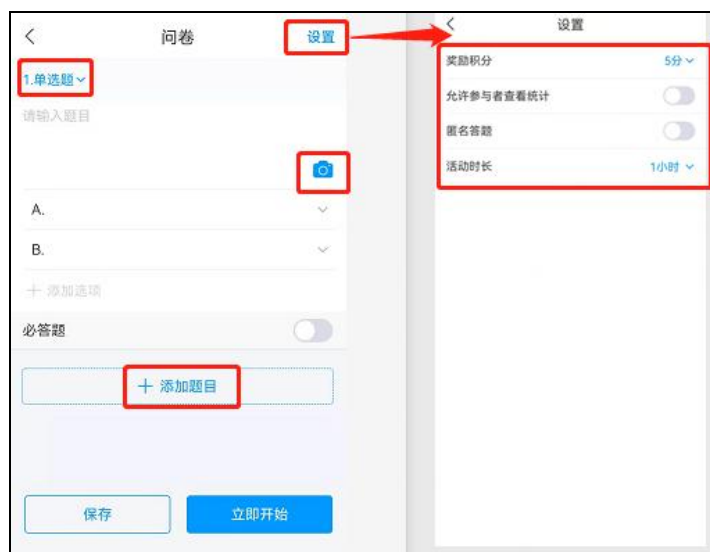 问卷
设置
1.单选题
请输入题目
A.
B.
+ 添加选项
必答题
+ 添加题目
保存
立即开始
设置
奖励积分
5分
允许参与者查看统计
匿名答题
活动时长
1小时